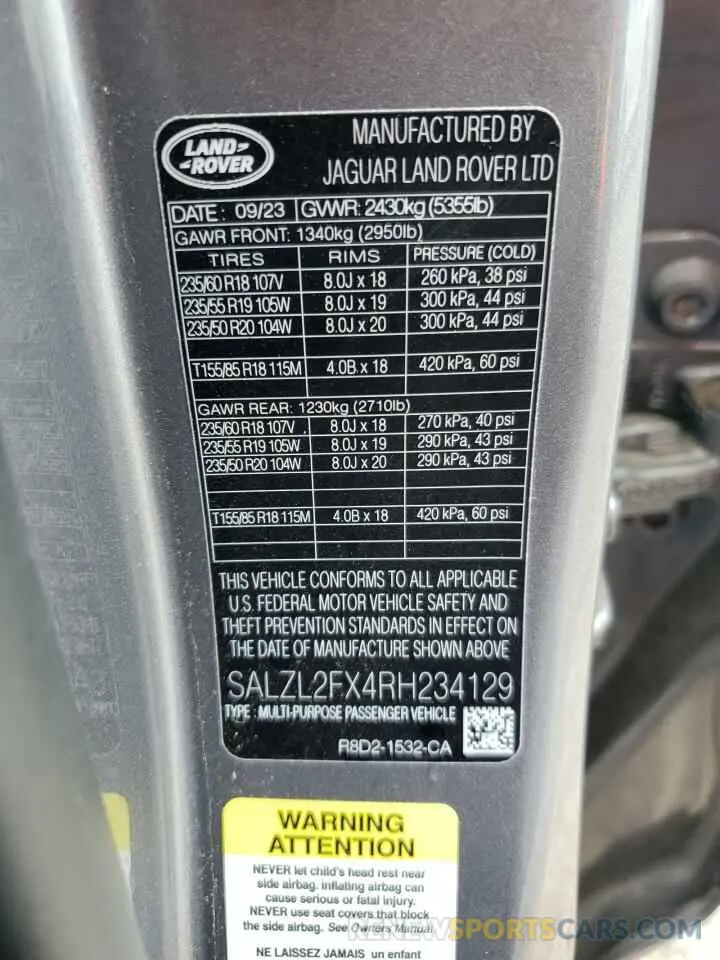 LAND-
-ROVER
MANUFACTURED BY
JAGUAR LAND ROVER LTD
DATE: 09/23 GVWR: 2430kg (5355lb)
GAWR FRONT: 1340kg (2950lb)
TIRES RIMS PRESSURE (COLD)
235/60 R18 107V 8.0J x 18 260 kPa, 38 psi
235/55 R19 105W 8.0J x 19 300 kPa, 44 psi
235/50 R20 104W 8.0J x 20 300 kPa, 44 psi
T155/85 R18 115M 4.0B x 18 420 kPa, 60 psi
GAWR REAR: 1230kg (2710lb)
235/60 R18 107V 8.0J x 18 270 kPa, 40 psi
235/55 R19 105W 8.0J x 19 290 kPa, 43 psi
235/50 R20 104W 8.0J x 20 290 kPa, 43 psi
T155/85 R18 115M 4.0B x 18 420 kPa, 60 psi
THIS VEHICLE CONFORMS TO ALL APPLICABLE
U.S. FEDERAL MOTOR VEHICLE SAFETY AND
THEFT PREVENTION STANDARDS IN EFFECT ON
THE DATE OF MANUFACTURE SHOWN ABOVE
SALZL2FX4RH234129
TYPE : MULTI-PURPOSE PASSENGER VEHICLE
R8D2-1532-CA
WARNING
ATTENTION
NEVER let child's head rest near
side airbag. inflating airbag can
cause serious or fatal injury.
NEVER use seat covers that block
the side airbag. See Owners Manual
NE LAISSEZ JAMAIS un enfant
RENEWSPORTSCARS.COM